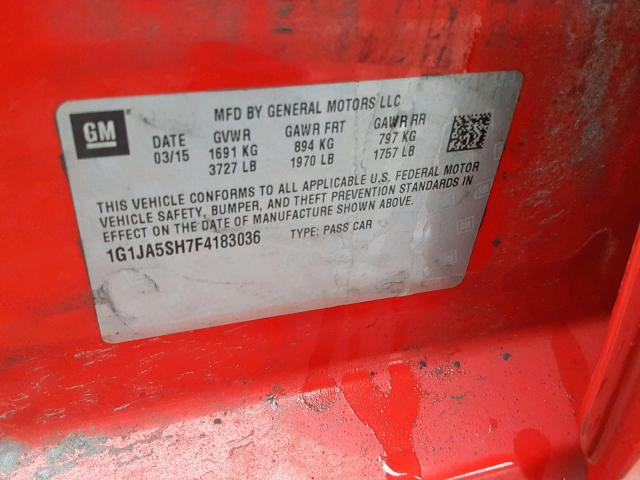 MFD BY GENERAL MOTORS LLC
GM
DATE GVWR GAWR FRT GAWR RR
03/15 1691 KG 894 KG 797 KG
3727 LB 1970 LB 1757 LB
THIS VEHICLE CONFORMS TO ALL APPLICABLE U.S. FEDERAL MOTOR
VEHICLE SAFETY, BUMPER, AND THEFT PREVENTION STANDARDS IN
EFFECT ON THE DATE OF MANUFACTURE SHOWN ABOVE.
1G1JA5SH7F4183036 TYPE: PASS CAR